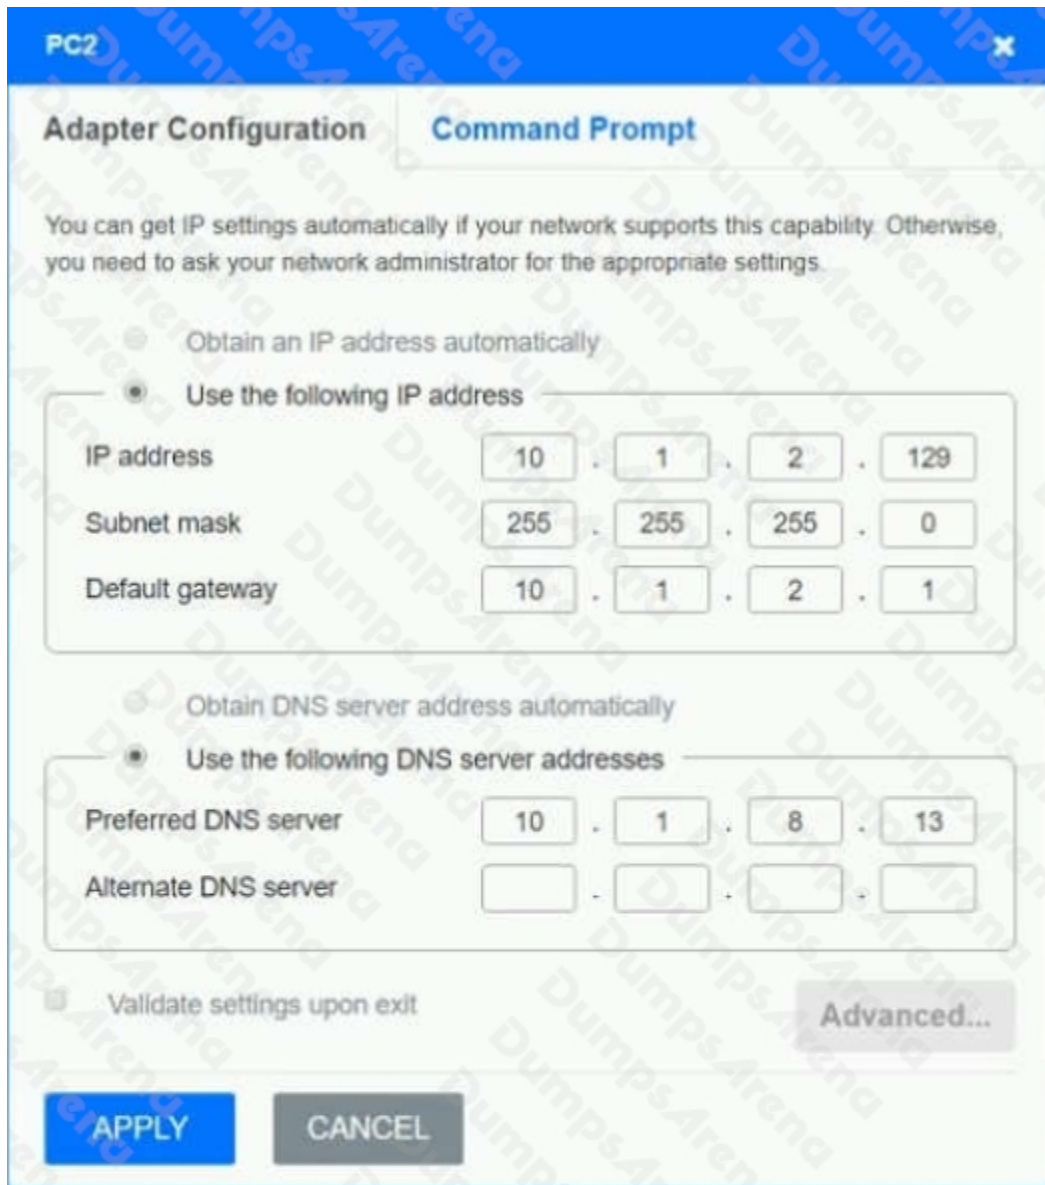 PC2 ×
Adapter Configuration Command Prompt
You can get IP settings automatically if your network supports this capability. Otherwise,
you need to ask your network administrator for the appropriate settings.
Obtain an IP address automatically
Use the following IP address
IP address 10 . 1 . 2 . 129
Subnet mask 255 . 255 . 255 . 0
Default gateway 10 . 1 . 2 . 1
Obtain DNS server address automatically
Use the following DNS server addresses
Preferred DNS server 10 . 1 . 8 . 13
Alternate DNS server . . .
Validate settings upon exit
Advanced...
APPLY CANCEL
DumpsArena